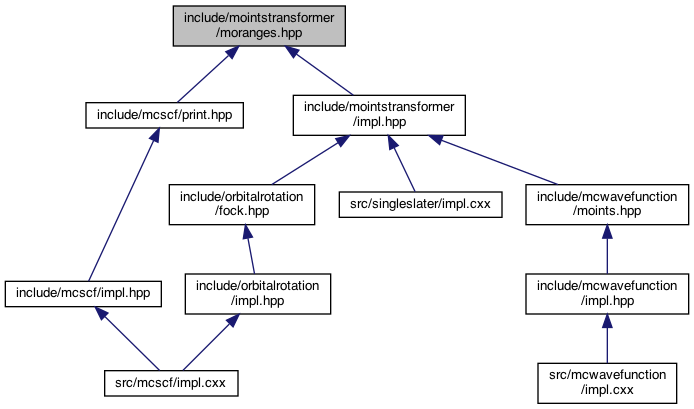 include/mointstransformer
/moranges.hpp
include/mcscf/print.hpp
include/mointstransformer
/impl.hpp
include/orbitalrotation
/fock.hpp
src/singleslater/impl.cxx
include/mcwavefunction
/moints.hpp
include/mcscf/impl.hpp
include/orbitalrotation
/impl.hpp
include/mcwavefunction
/impl.hpp
src/mcscf/impl.cxx
src/mcwavefunction
/impl.cxx